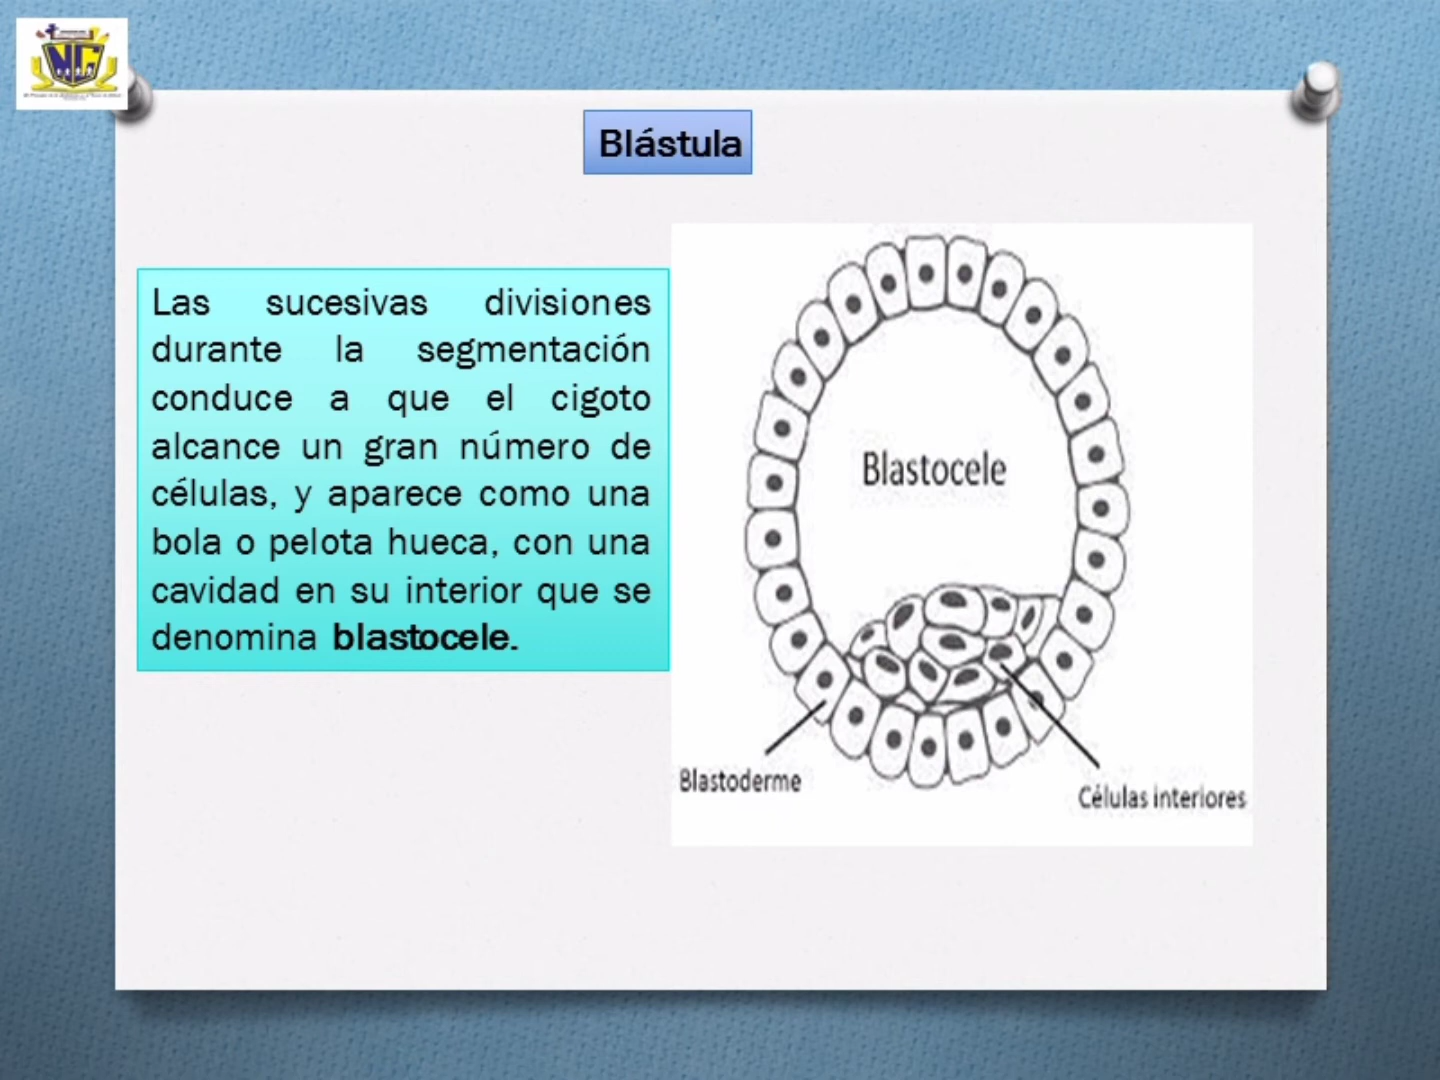 Blástula
Las sucesivas divisiones
durante la segmentación
conduce a que el cigoto
alcance un gran número de
células, y aparece como una
bola o pelota hueca, con una
cavidad en su interior que se
denomina blastocele.
Blastocele
Blastoderme
Células interiores